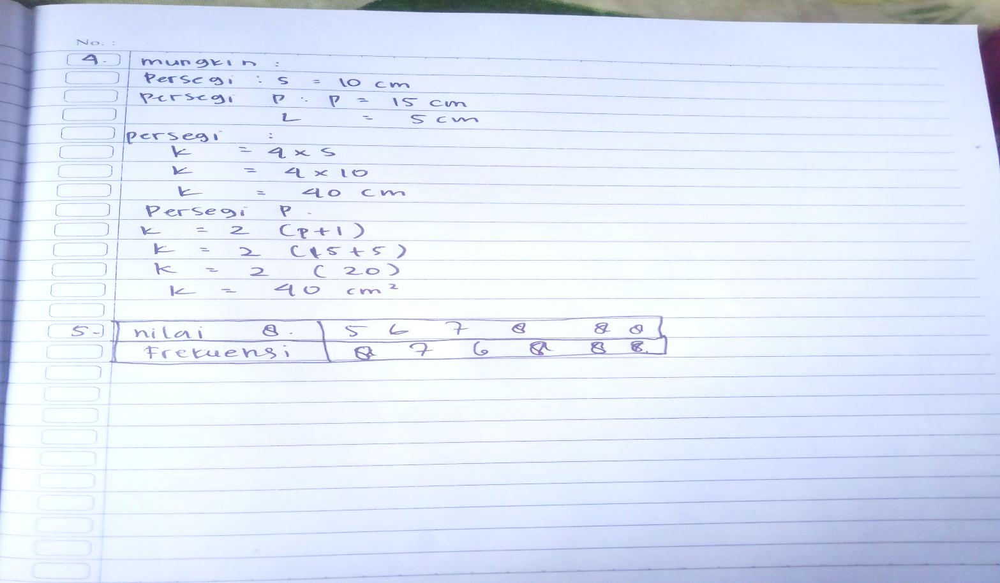 No. :
4. mungkin :
Persegi : s = 10 cm
Persegi P : P = 15 cm
L = 5 cm
persegi :
k = 4 x s
k = 4 x 10
k = 40 cm
Persegi P.
k = 2 (p+l)
k = 2 (15+5)
k = 2 (20)
k = 40 cm²
5. nilai 8. 5 6 7 8 8 8
Frekuensi 8 7 6 8 8 8.